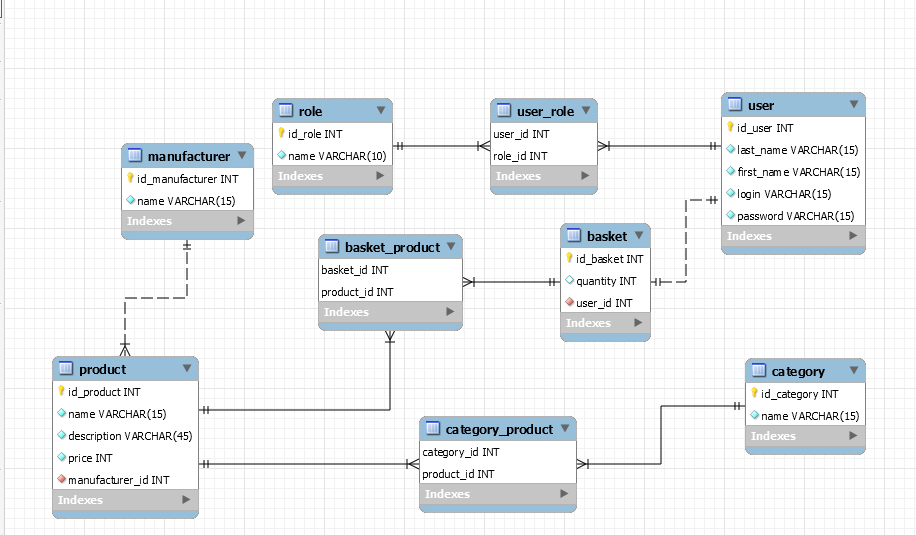 role
id_role INT
name VARCHAR(10)
Indexes
user_role
user_id INT
role_id INT
Indexes
user
id_user INT
last_name VARCHAR(15)
first_name VARCHAR(15)
login VARCHAR(15)
password VARCHAR(15)
Indexes
manufacturer
id_manufacturer INT
name VARCHAR(15)
Indexes
basket_product
basket_id INT
product_id INT
Indexes
basket
id_basket INT
quantity INT
user_id INT
Indexes
product
id_product INT
name VARCHAR(15)
description VARCHAR(45)
price INT
manufacturer_id INT
Indexes
category_product
category_id INT
product_id INT
Indexes
category
id_category INT
name VARCHAR(15)
Indexes